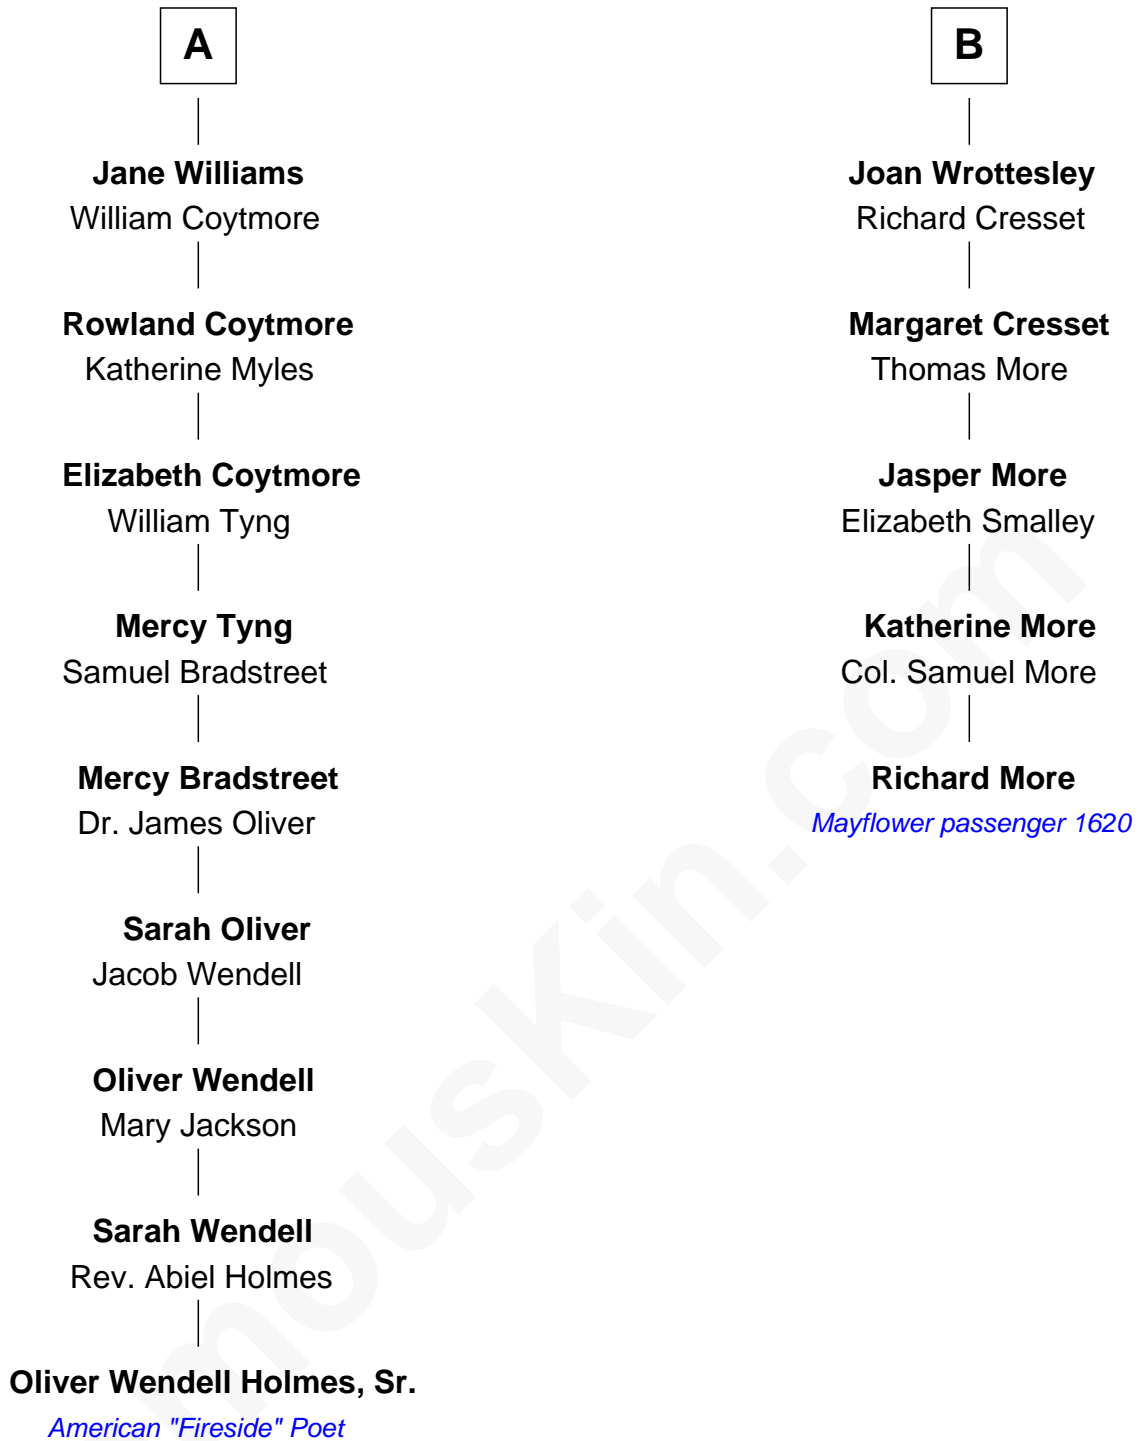 A
Jane Williams
William Coytmore
Rowland Coytmore
Katherine Myles
Elizabeth Coytmore
William Tyng
Mercy Tyng
Samuel Bradstreet
Mercy Bradstreet
Dr. James Oliver
Sarah Oliver
Jacob Wendell
Oliver Wendell
Mary Jackson
Sarah Wendell
Rev. Abiel Holmes
Oliver Wendell Holmes, Sr.
American "Fireside" Poet
B
Joan Wrottesley
Richard Cresset
Margaret Cresset
Thomas More
Jasper More
Elizabeth Smalley
Katherine More
Col. Samuel More
Richard More
Mayflower passenger 1620
mouskin.com